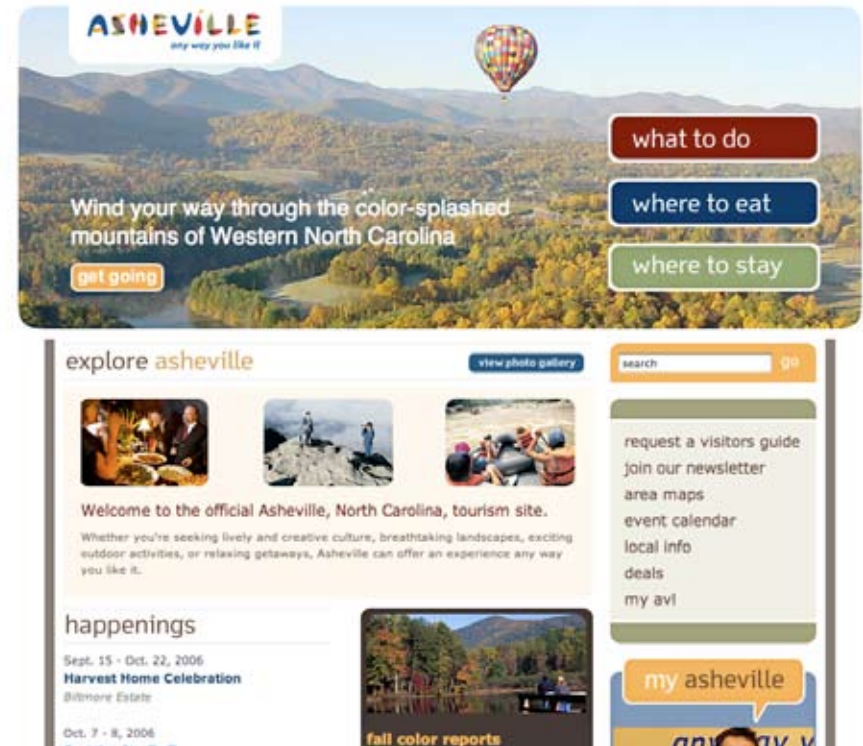 ASHEVILLE
any way you like it
what to do
where to eat
where to stay
Wind your way through the color-splashed
mountains of Western North Carolina
get going
explore asheville
view photo gallery
search
go
Welcome to the official Asheville, North Carolina, tourism site.
Whether you're seeking lively and creative culture, breathtaking landscapes, exciting
outdoor activities, or relaxing getaways, Asheville can offer an experience any way
you like it.
request a visitors guide
join our newsletter
area maps
event calendar
local info
deals
my avl
happenings
Sept. 15 - Oct. 22, 2006
Harvest Home Celebration
Biltmore Estate
Oct. 7 - 8, 2006
fall color reports
my asheville